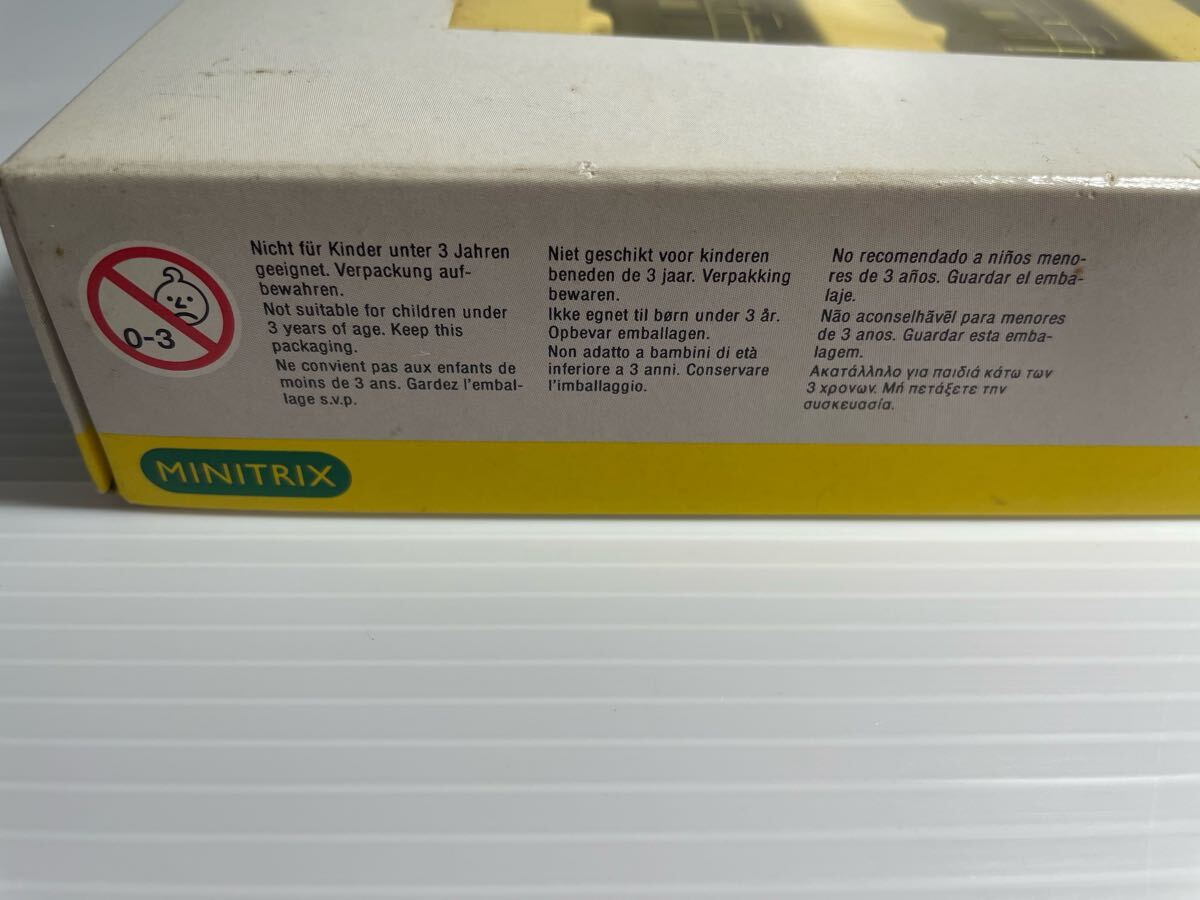 0-3
Nicht für Kinder unter 3 Jahren
geeignet. Verpackung auf-
bewahren.
Not suitable for children under
3 years of age. Keep this
packaging.
Ne convient pas aux enfants de
moins de 3 ans. Gardez l'embal-
lage s.v.p.
Niet geschikt voor kinderen
beneden de 3 jaar. Verpakking
bewaren.
Ikke egnet til børn under 3 år.
Opbevar emballagen.
Non adatto a bambini di età
inferiore a 3 anni. Conservare
l'imballaggio.
No recomendado a niños meno-
res de 3 años. Guardar el emba-
laje.
Não aconselhãvẽl para menores
de 3 anos. Guardar esta emba-
lagem.
Ακατάλληλο για παιδιά κάτω των
3 χρονων. Μή πετάξετε την
συσκευασία.
MINITRIX